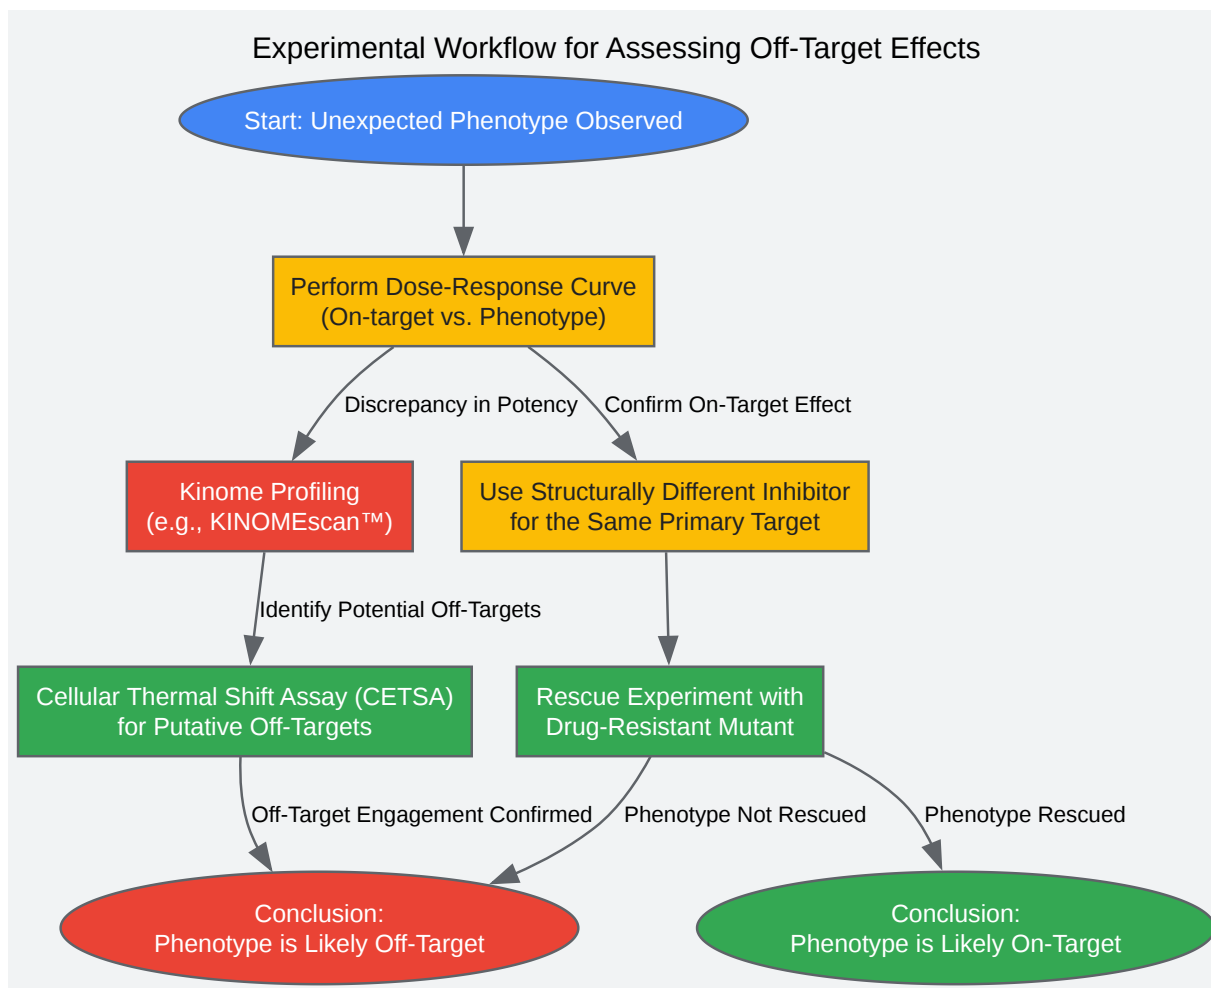 Experimental Workflow for Assessing Off-Target Effects
Start: Unexpected Phenotype Observed
Perform Dose-Response Curve
(On-target vs. Phenotype)
Discrepancy in Potency
Confirm On-Target Effect
Kinome Profiling
(e.g., KINOMEscan™)
Use Structurally Different Inhibitor
for the Same Primary Target
Identify Potential Off-Targets
Cellular Thermal Shift Assay (CETSA)
for Putative Off-Targets
Rescue Experiment with
Drug-Resistant Mutant
Off-Target Engagement Confirmed
Phenotype Not Rescued
Phenotype Rescued
Conclusion:
Phenotype is Likely Off-Target
Conclusion:
Phenotype is Likely On-Target